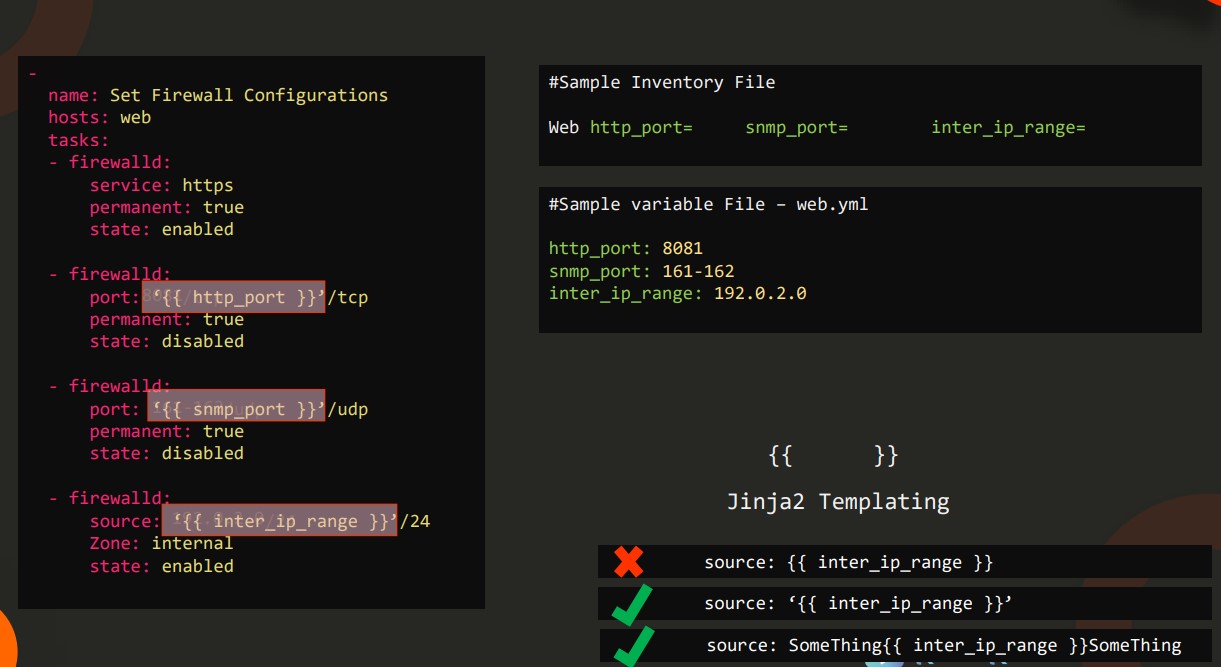 -
name: Set Firewall Configurations
hosts: web
tasks:
- firewalld:
service: https
permanent: true
state: enabled
- firewalld:
port: ‘{{ http_port }}’/tcp
permanent: true
state: disabled
- firewalld:
port: ‘{{ snmp_port }}’/udp
permanent: true
state: disabled
- firewalld:
source: ‘{{ inter_ip_range }}’/24
Zone: internal
state: enabled
#Sample Inventory File
Web http_port= snmp_port= inter_ip_range=
#Sample variable File – web.yml
http_port: 8081
snmp_port: 161-162
inter_ip_range: 192.0.2.0
{{ }}
Jinja2 Templating
source: {{ inter_ip_range }}
source: ‘{{ inter_ip_range }}’
source: SomeThing{{ inter_ip_range }}SomeThing